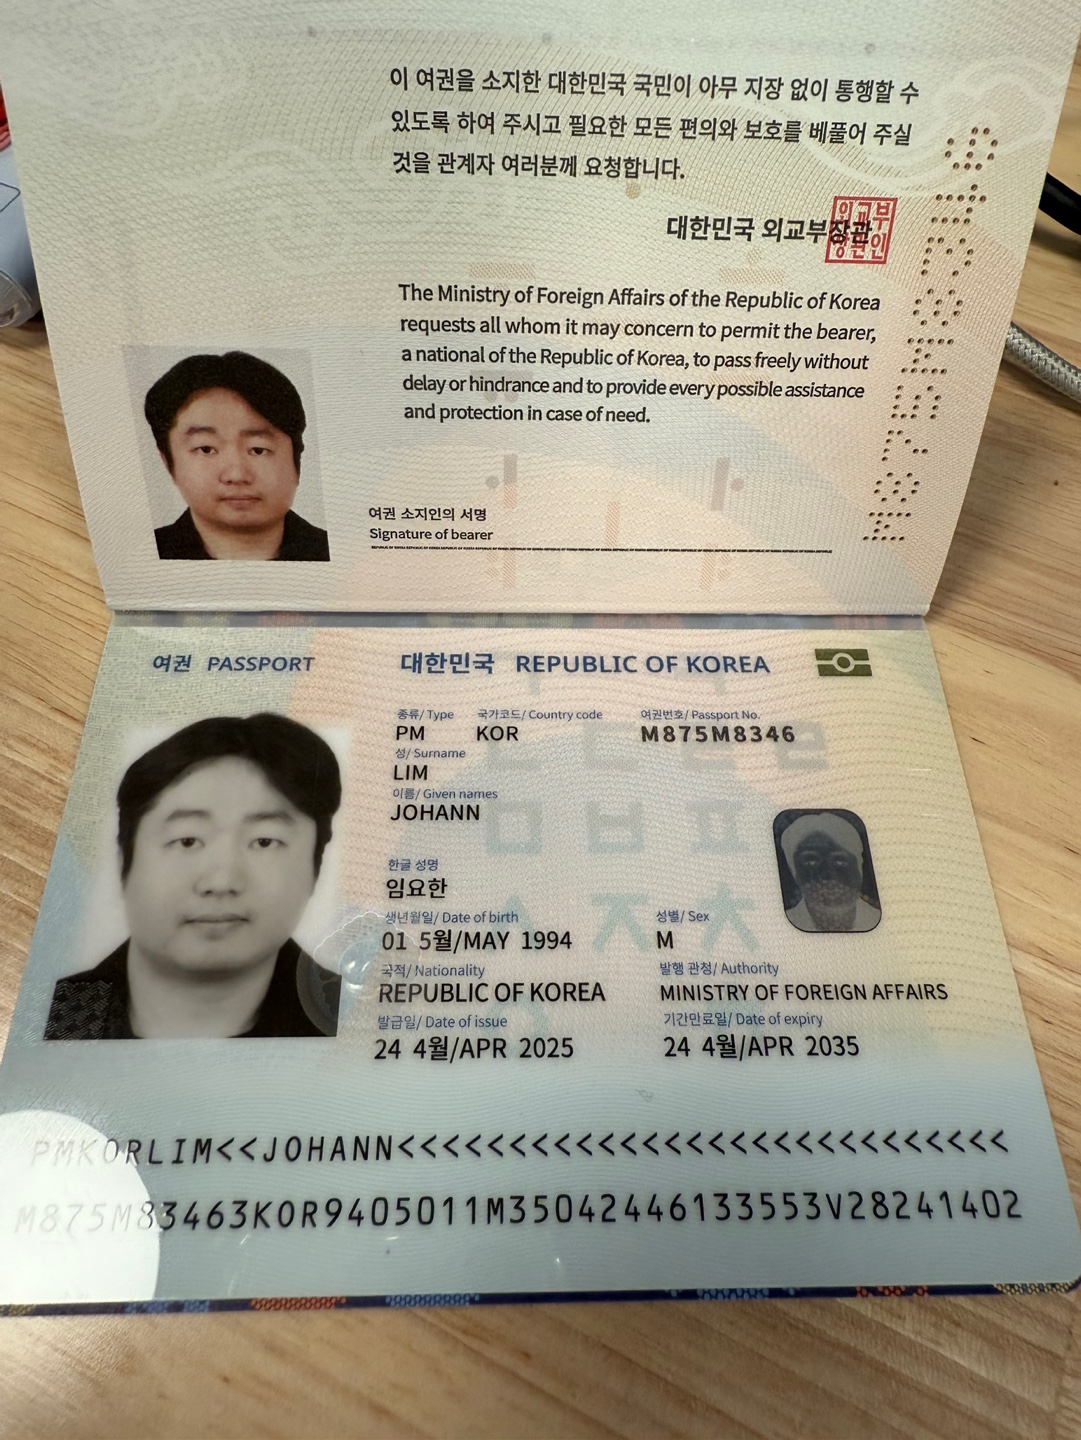 이 여권을 소지한 대한민국 국민이 아무 지장 없이 통행할 수
있도록 하여 주시고 필요한 모든 편의와 보호를 베풀어 주실
것을 관계자 여러분께 요청합니다.
대한민국 외교부장관
The Ministry of Foreign Affairs of the Republic of Korea
requests all whom it may concern to permit the bearer,
a national of the Republic of Korea, to pass freely without
delay or hindrance and to provide every possible assistance
and protection in case of need.
여권 소지인의 서명
Signature of bearer
여권 PASSPORT 대한민국 REPUBLIC OF KOREA
종류/ Type 국가코드/ Country code 여권번호/ Passport No.
PM KOR M875M8346
성/ Surname
LIM
이름/ Given names
JOHANN
한글 성명
임요한
생년월일/ Date of birth 성별/ Sex
01 5월/MAY 1994 M
국적/ Nationality 발행 관청/ Authority
REPUBLIC OF KOREA MINISTRY OF FOREIGN AFFAIRS
발급일/ Date of issue 기간만료일/ Date of expiry
24 4월/APR 2025 24 4월/APR 2035
PMKORLIM<<JOHANN<<<<<<<<<<<<<<<<<<<<<<<<<<<<
M875M83463KOR9405011M35042446133553V28241402